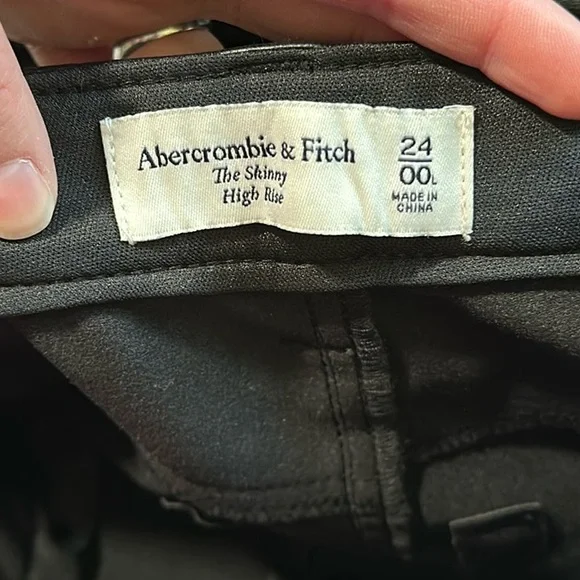 Abercrombie & Fitch
The Skinny
High Rise
24
00L
MADE IN
CHINA